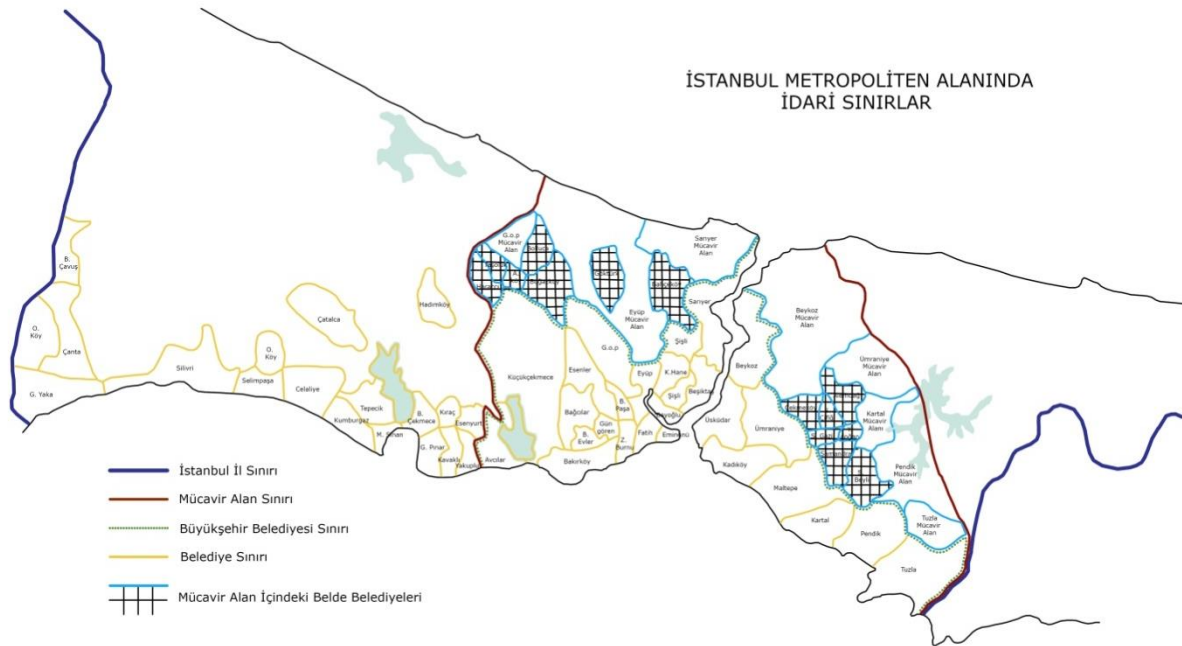 İSTANBUL METROPOLİTEN ALANINDA
İDARİ SINIRLAR
G.o.p
Mücavir
Alan
Sarıyer
Mücavir
Alan
B.
Çavuş
Hadımköy
Eyüp
Mücavir
Alan
Sarıyer
Beykoz
Mücavir
Alan
O.
Köy
Çatalca
Çanta
O.
Köy
Silivri
Selimpaşa
Celaliye
G. Yaka
Kumburgaz
Tepecik
M. Sinan
B.
Çekmece
Kıraç
Esenyurt
G. Pınar
Kavaklı
Yakuplu
Avcılar
Küçükçekmece
G.o.p
Esenler
Eyüp
Şişli
K.Hane
Şişli
Beşiktaş
Beyoğlu
Bağcılar
B.
Paşa
Gün
gören
B.
Evler
Z.
Burnu
Fatih
Eminönü
Bakırköy
Beykoz
Üsküdar
Ümraniye
Kadıköy
Maltepe
Kartal
Pendik
Tuzla
Ümraniye
Mücavir
Alan
Kartal
Mücavir
Alanı
Pendik
Mücavir
Alan
Tuzla
Mücavir
Alan
İstanbul İl Sınırı
Mücavir Alan Sınırı
Büyükşehir Belediyesi Sınırı
Belediye Sınırı
Mücavir Alan İçindeki Belde Belediyeleri